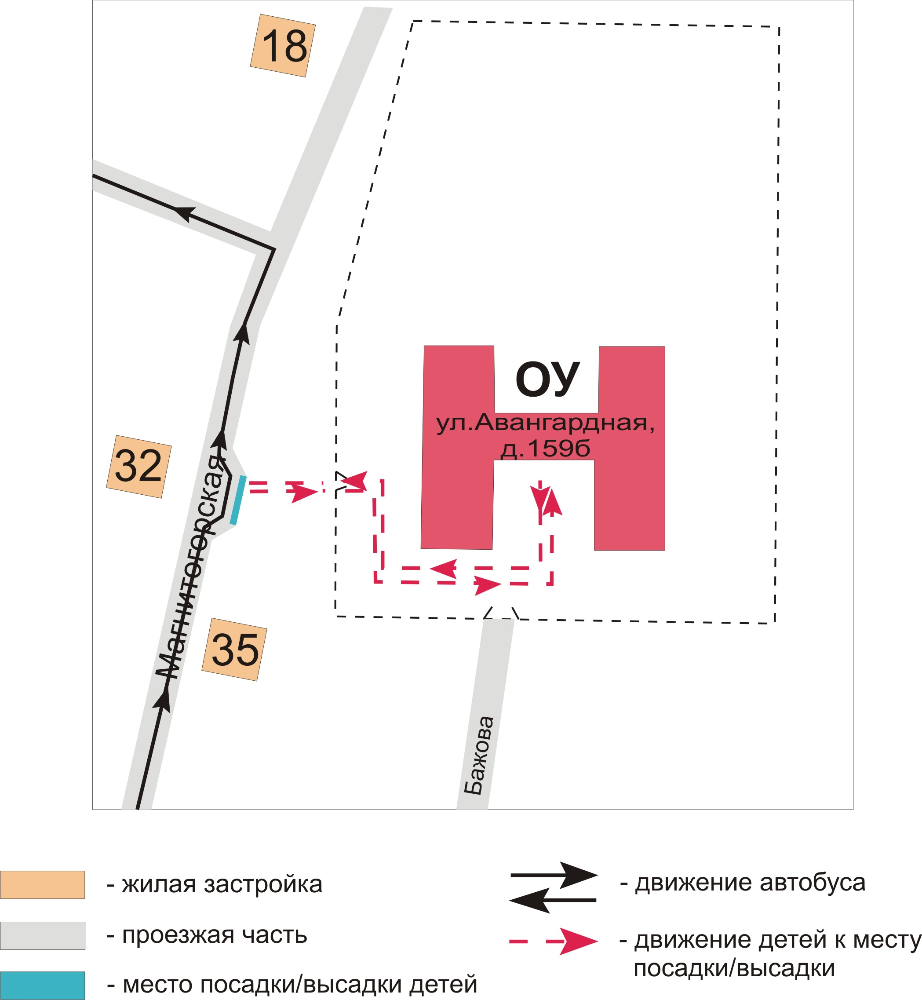 18
ОУ
ул.Авангардная,
д.159б
32
Магнитогорская
35
Бажова
- жилая застройка
- проезжая часть
- место посадки/высадки детей
- движение автобуса
- движение детей к месту
посадки/высадки